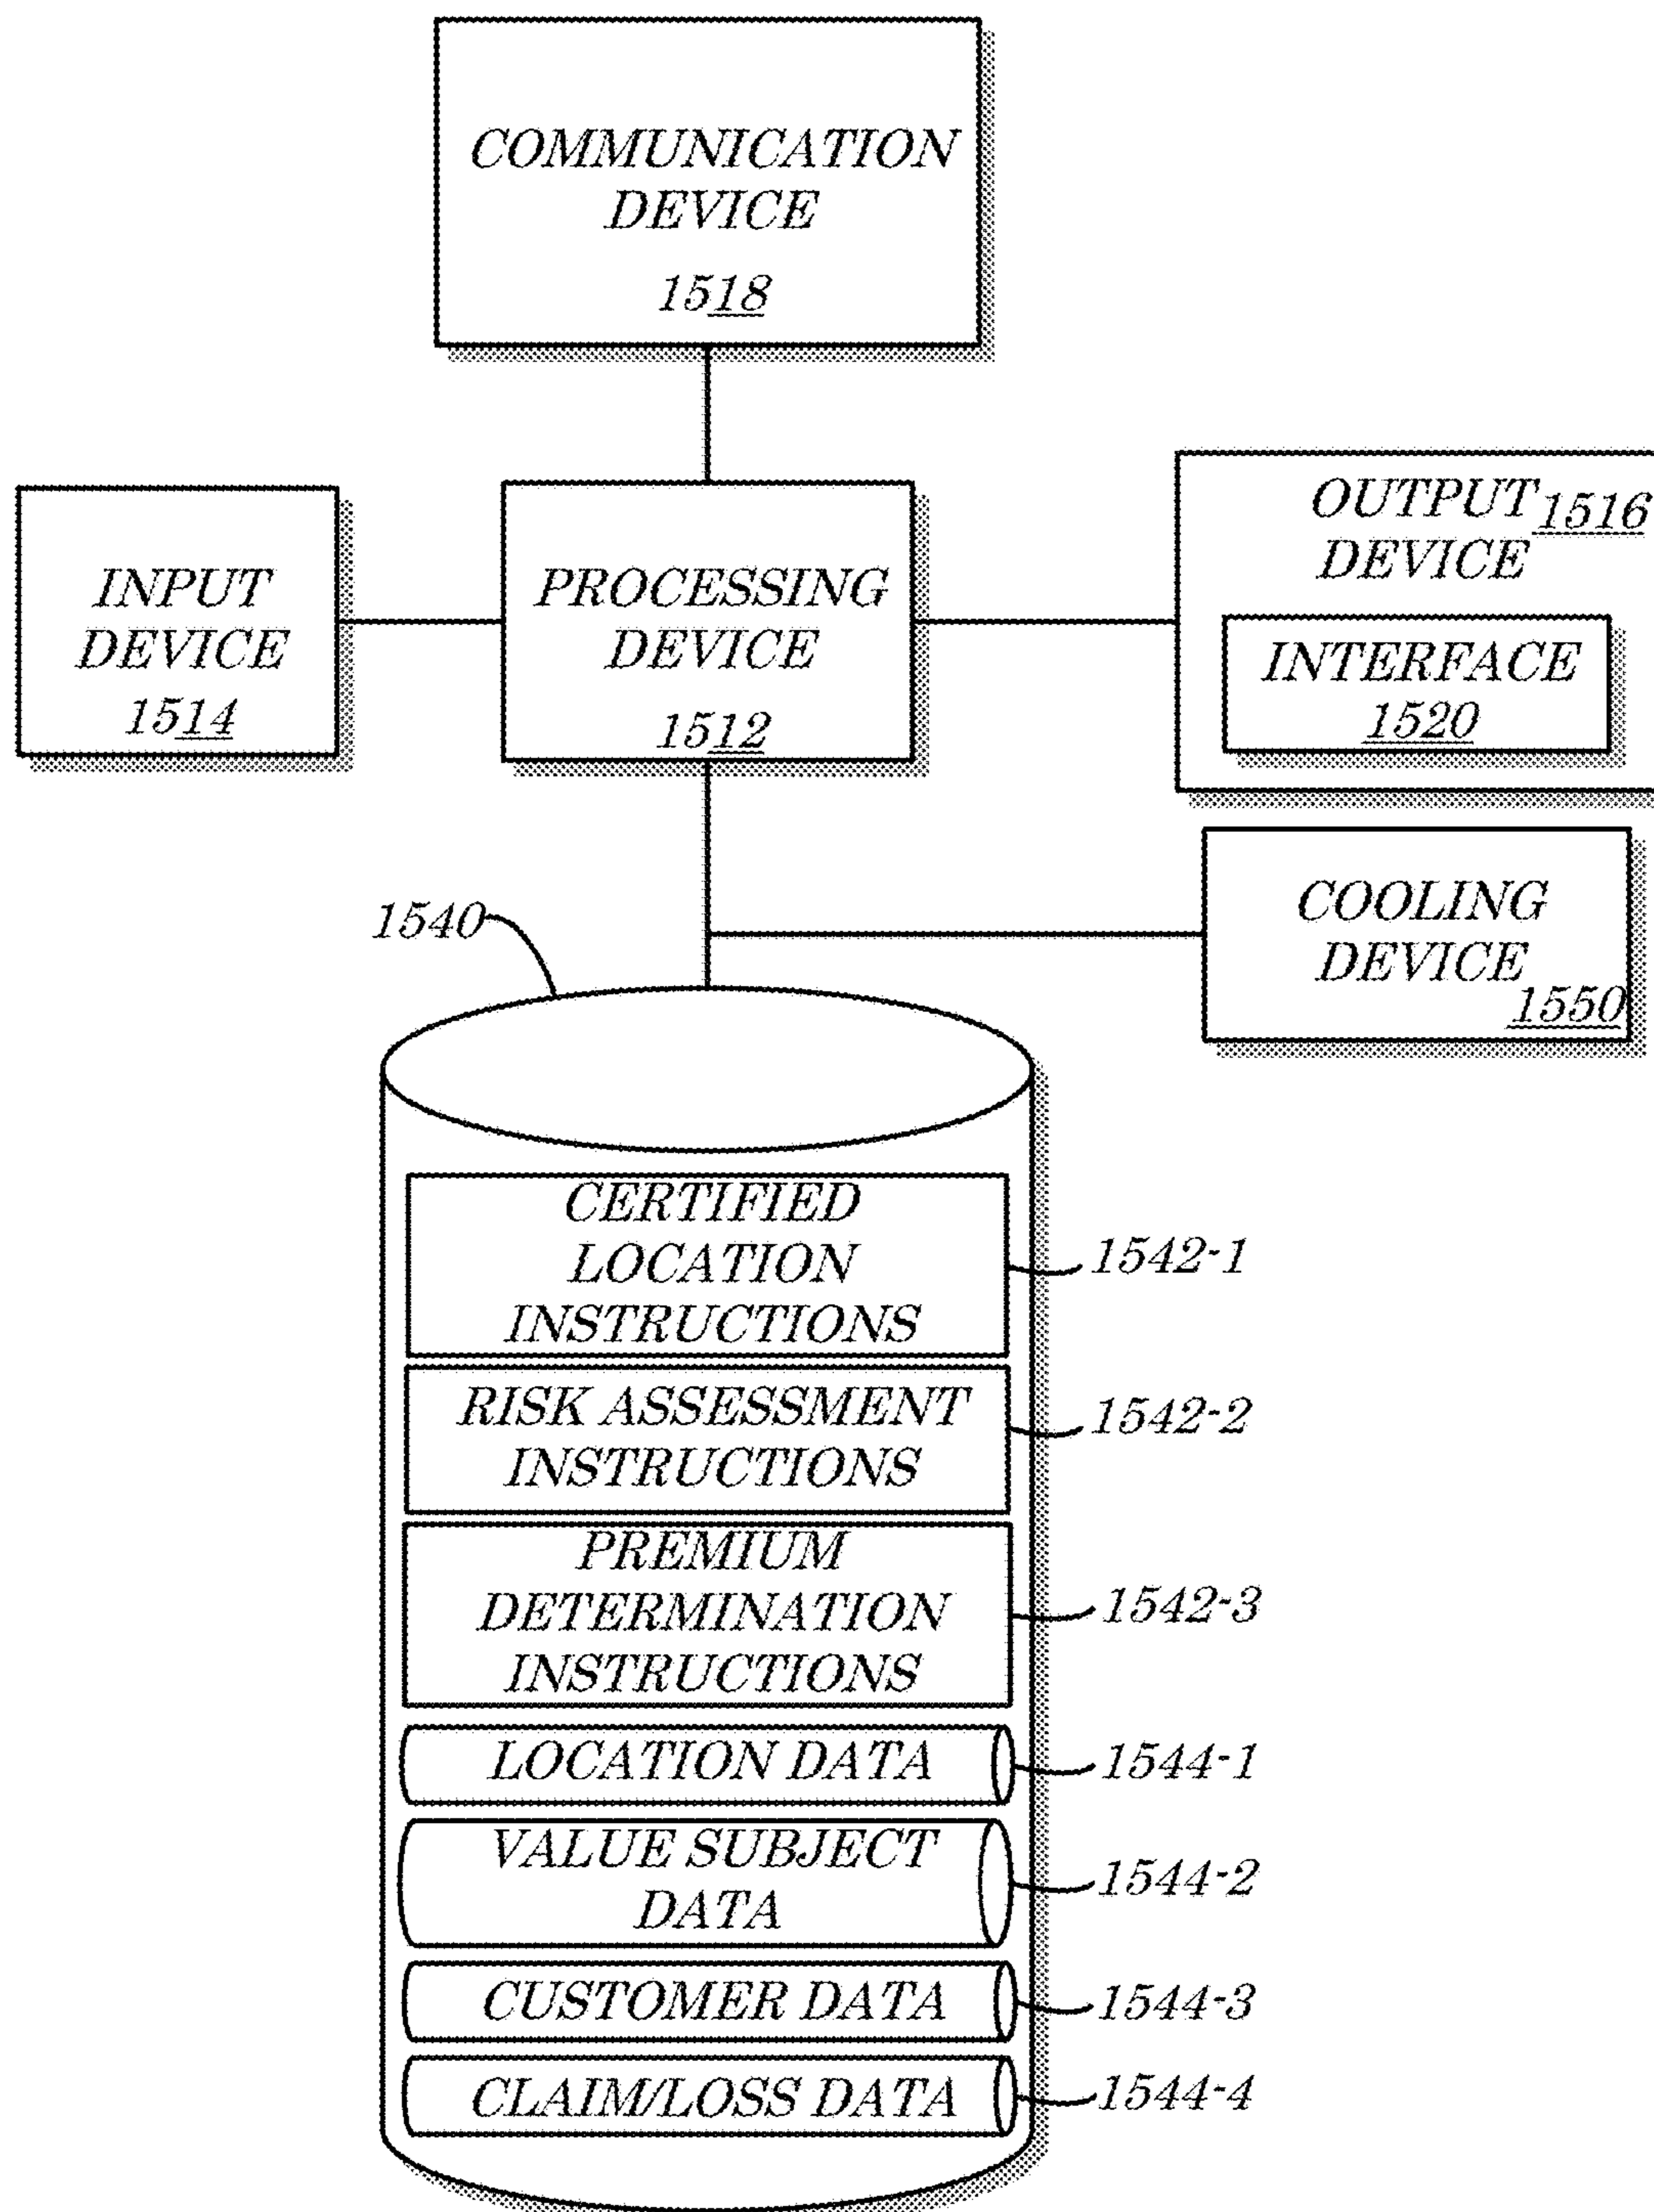 COMMUNICATION
DEVICE
1518
INPUT
DEVICE
1514
PROCESSING
DEVICE
1512
OUTPUT 1516
DEVICE
INTERFACE
1520
COOLING
DEVICE
1550
1540
CERTIFIED
LOCATION
INSTRUCTIONS
1542-1
RISK ASSESSMENT
INSTRUCTIONS
1542-2
PREMIUM
DETERMINATION
INSTRUCTIONS
1542-3
LOCATION DATA
1544-1
VALUE SUBJECT
DATA
1544-2
CUSTOMER DATA
1544-3
CLAIM/LOSS DATA
1544-4